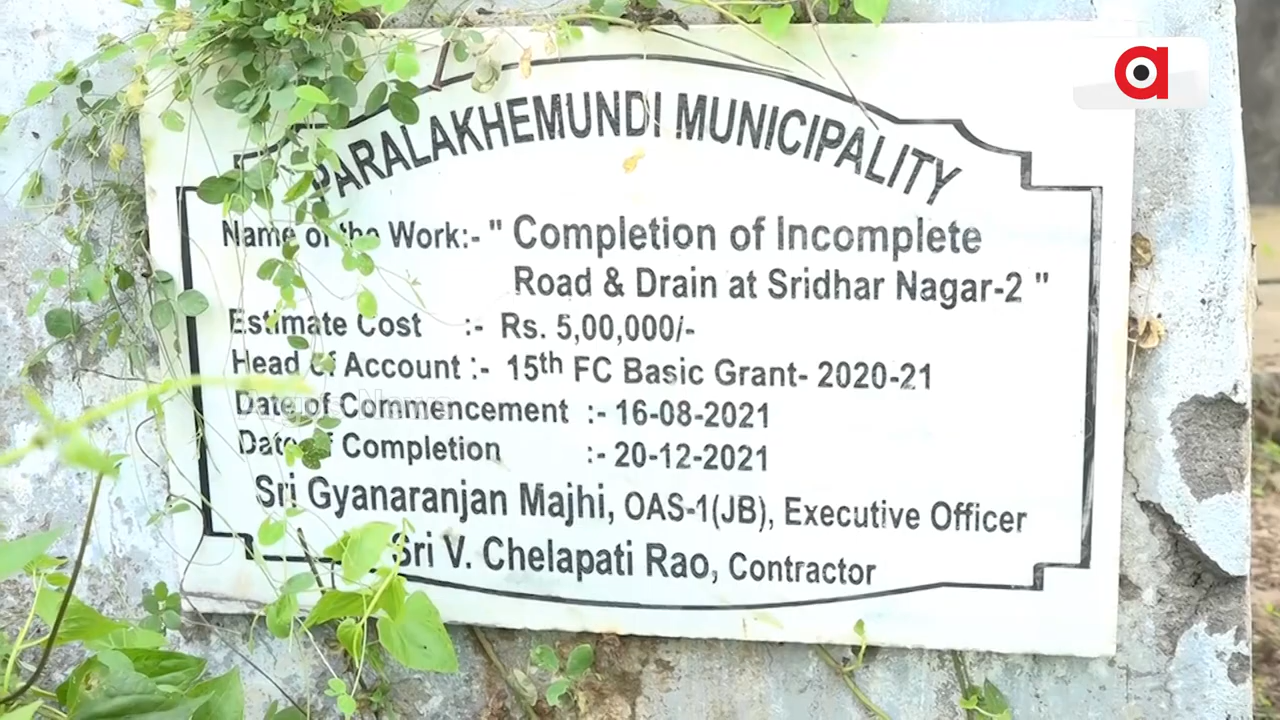 PARALAKHEMUNDI MUNICIPALITY
Name of the Work:- " Completion of Incomplete
Road & Drain at Sridhar Nagar-2 "
Estimate Cost :- Rs. 5,00,000/-
Head of Account :- 15th FC Basic Grant- 2020-21
Date of Commencement :- 16-08-2021
Date of Completion :- 20-12-2021
Sri Gyanaranjan Majhi, OAS-1(JB), Executive Officer
Sri V. Chelapati Rao, Contractor
a